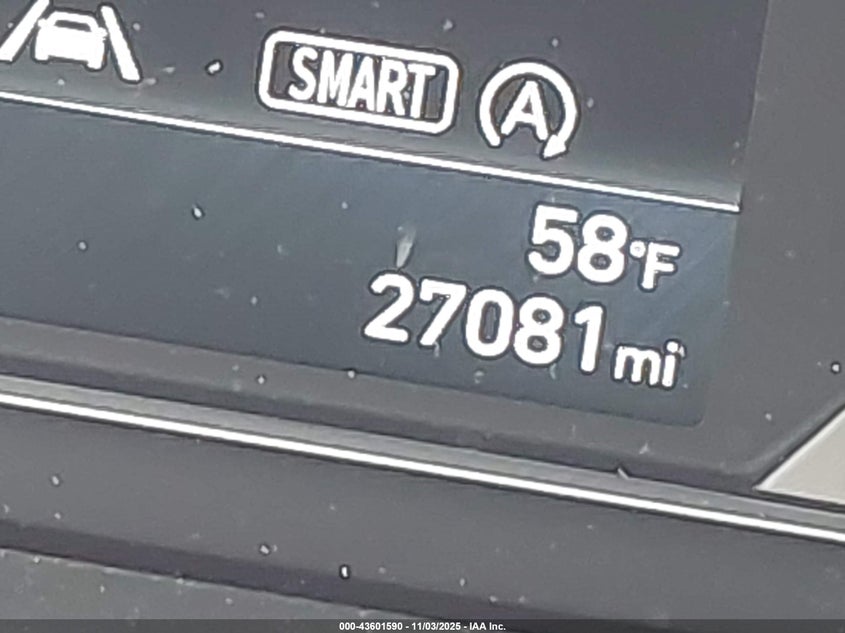 SMART A
58°F
27081 mi
000-43601590 - 11/03/2025 - IAA Inc.